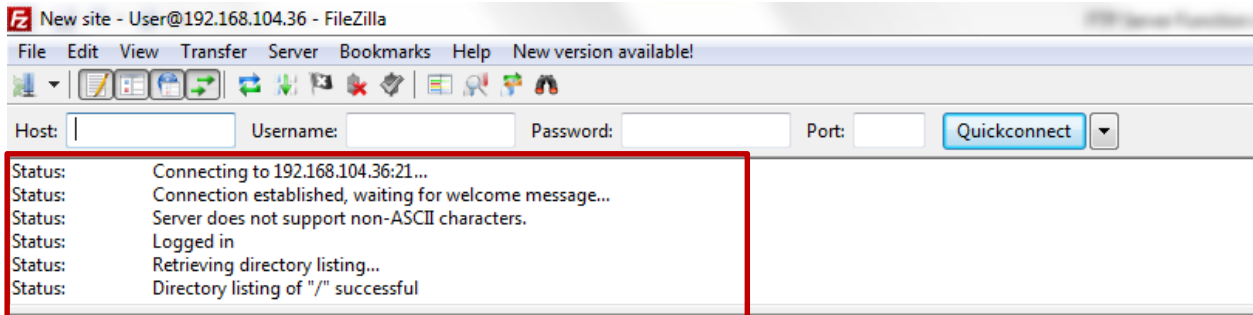 New site - User@192.168.104.36 - FileZilla
File Edit View Transfer Server Bookmarks Help New version available!
Host: Username: Password: Port: Quickconnect
Status: Connecting to 192.168.104.36:21...
Status: Connection established, waiting for welcome message...
Status: Server does not support non-ASCII characters.
Status: Logged in
Status: Retrieving directory listing...
Status: Directory listing of "/" successful